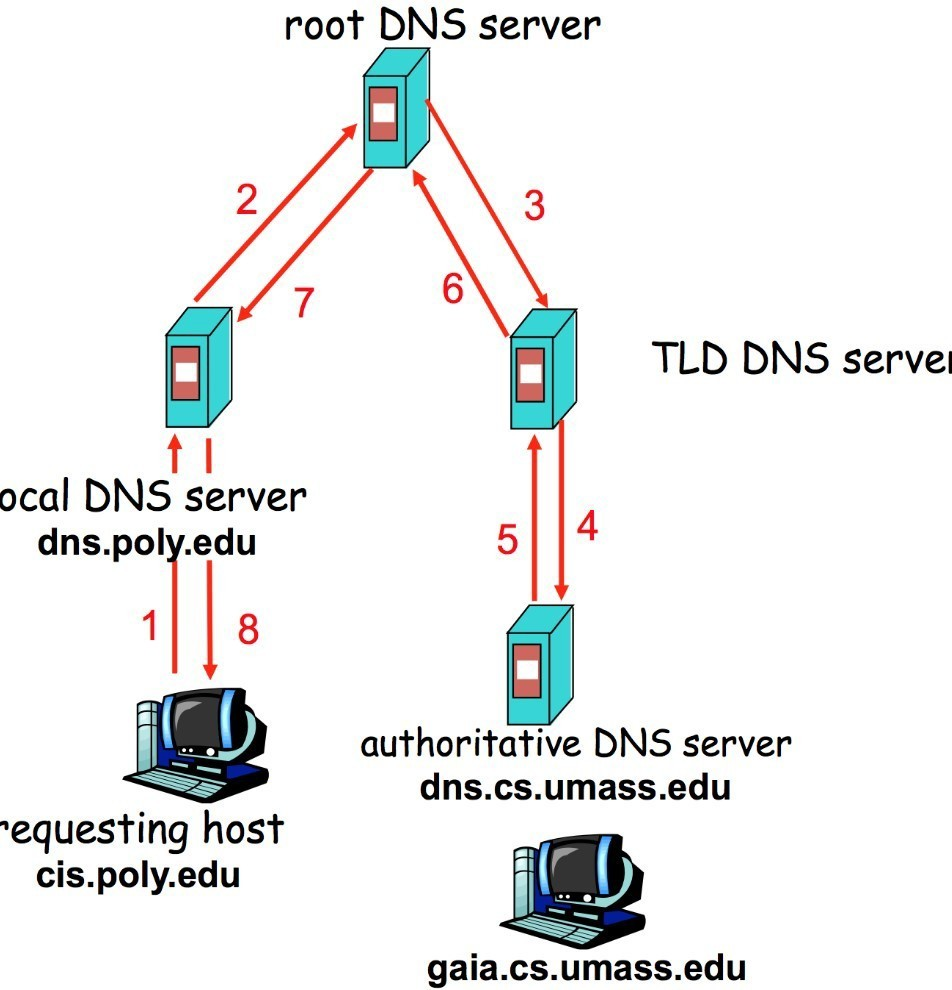 root DNS server
2
3
7
6
TLD DNS server
ocal DNS server
dns.poly.edu
5
4
1
8
authoritative DNS server
dns.cs.umass.edu
requesting host
cis.poly.edu
gaia.cs.umass.edu